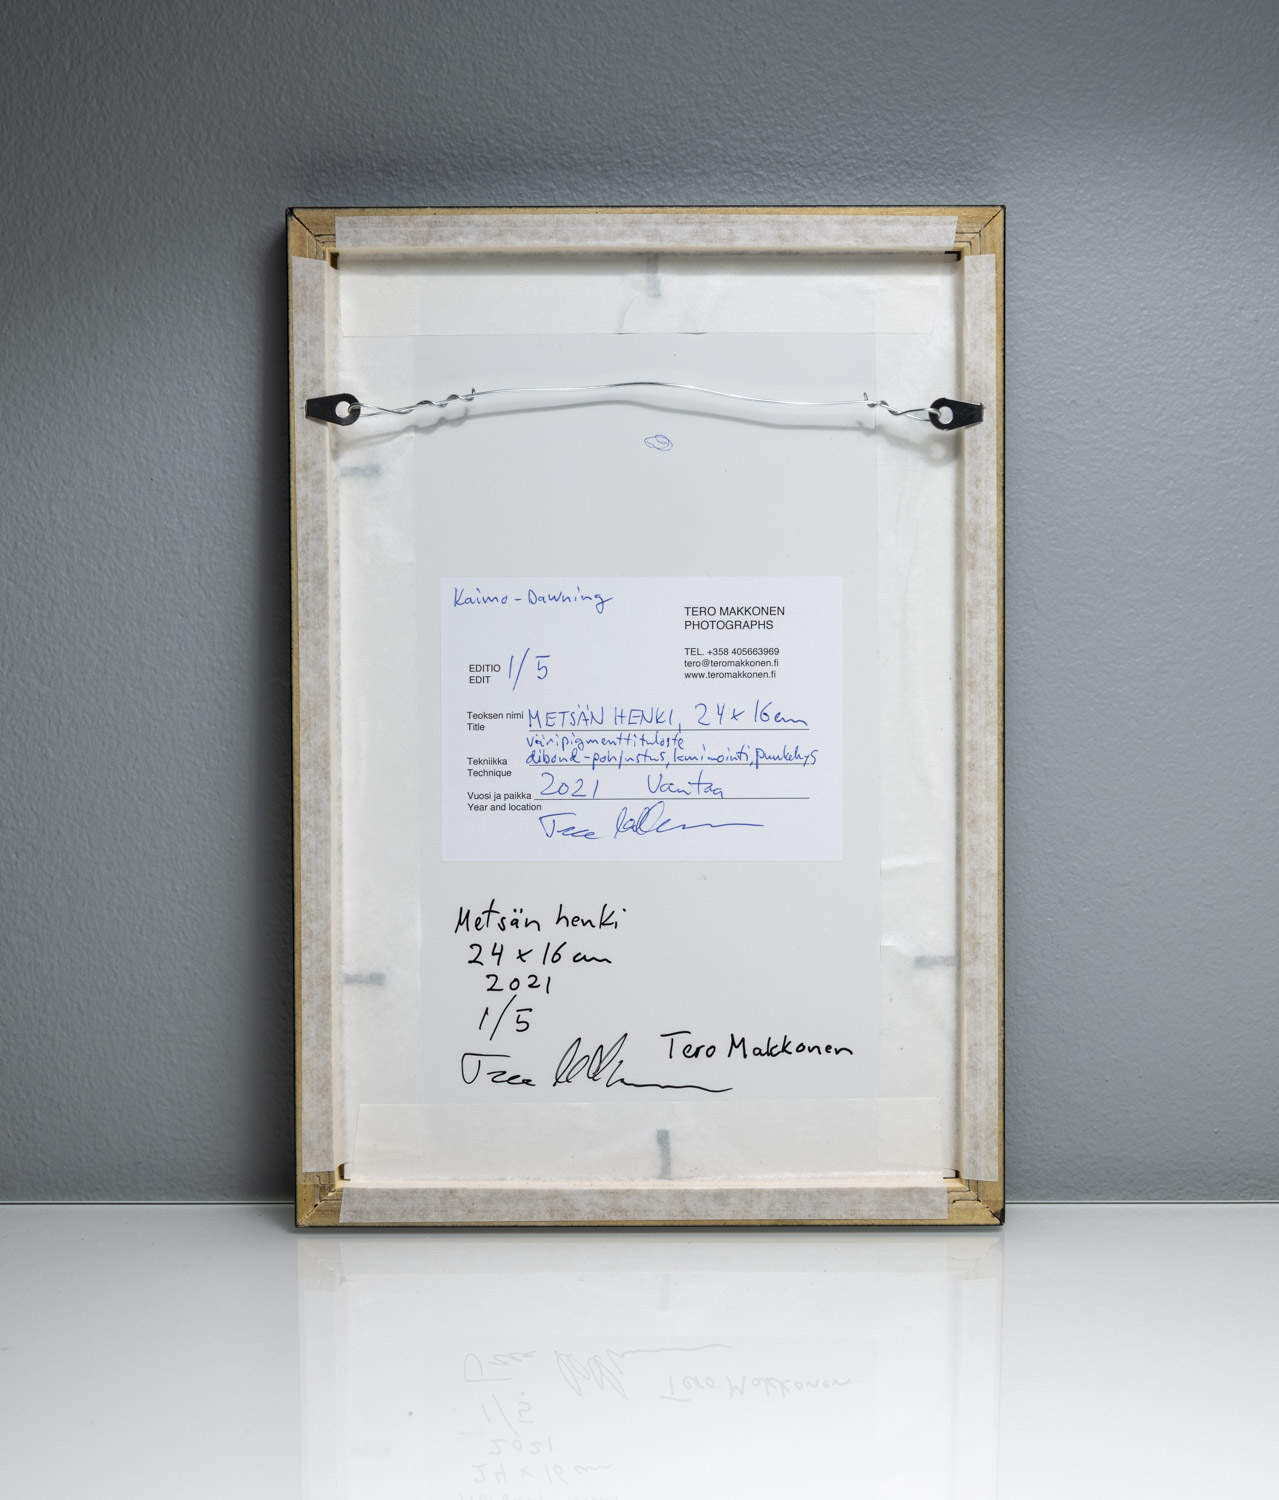 Kaimo - Dawning
TERO MAKKONEN
PHOTOGRAPHS
TEL. +358 405663969
tero@teromakkonen.fi
www.teromakkonen.fi
EDITIO 1/5
EDIT
Teoksen nimi METSÄN HENKI, 24 x 16 cm
Title
väripigmenttituloste
Tekniikka dibond-pohjustus, laminointi, puukehys
Technique
Vuosi ja paikka 2021 Vantaa
Year and location
Metsän henki
24 x 16 cm
2021
1/5
Tero Makkonen